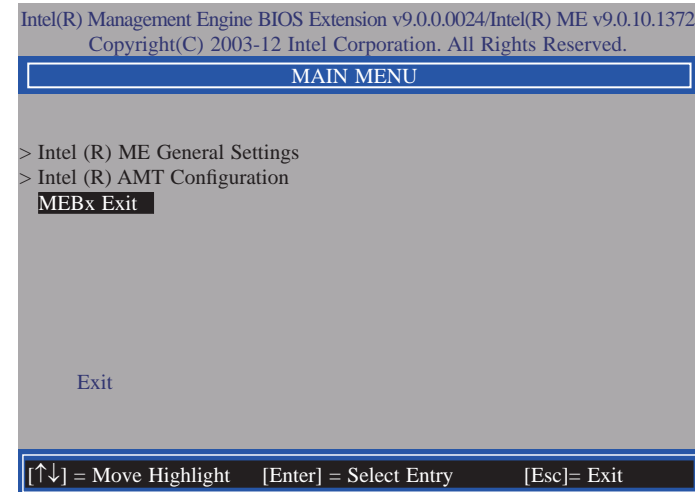 Intel(R) Management Engine BIOS Extension v9.0.0.0024/Intel(R) ME v9.0.10.1372
Copyright(C) 2003-12 Intel Corporation. All Rights Reserved.
MAIN MENU
> Intel (R) ME General Settings
> Intel (R) AMT Configuration
MEBx Exit
Exit
[↑↓] = Move Highlight [Enter] = Select Entry [Esc]= Exit